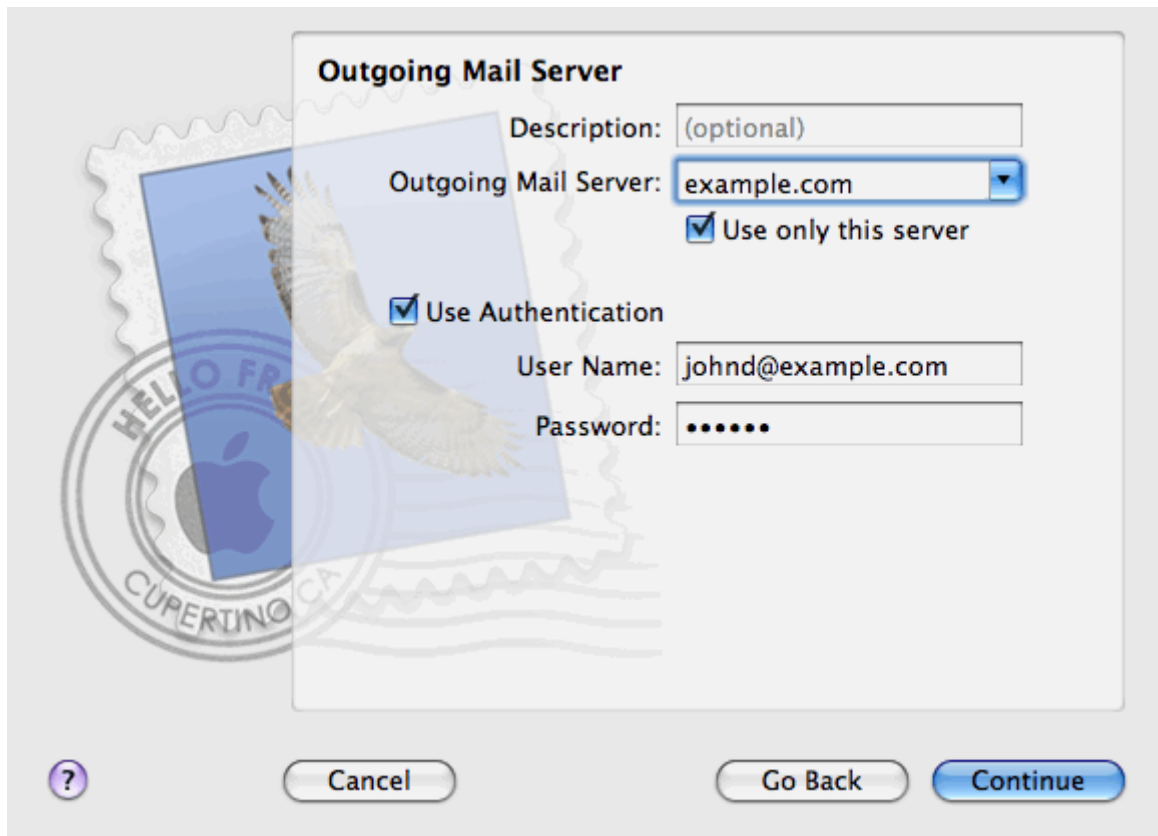 Outgoing Mail Server
Description: (optional)
Outgoing Mail Server: example.com
Use only this server
Use Authentication
User Name: johnd@example.com
Password: ••••••
HELLO FR
CUPERTINO CA
? Cancel Go Back Continue